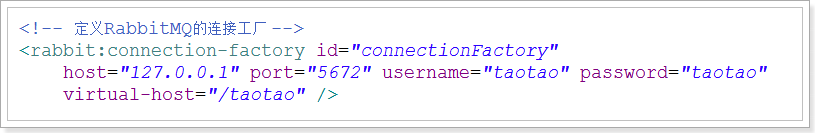 <!-- 定义RabbitMQ的连接工厂 -->
<rabbit:connection-factory id="connectionFactory"
host="127.0.0.1" port="5672" username="taotao" password="taotao"
virtual-host="/taotao" />